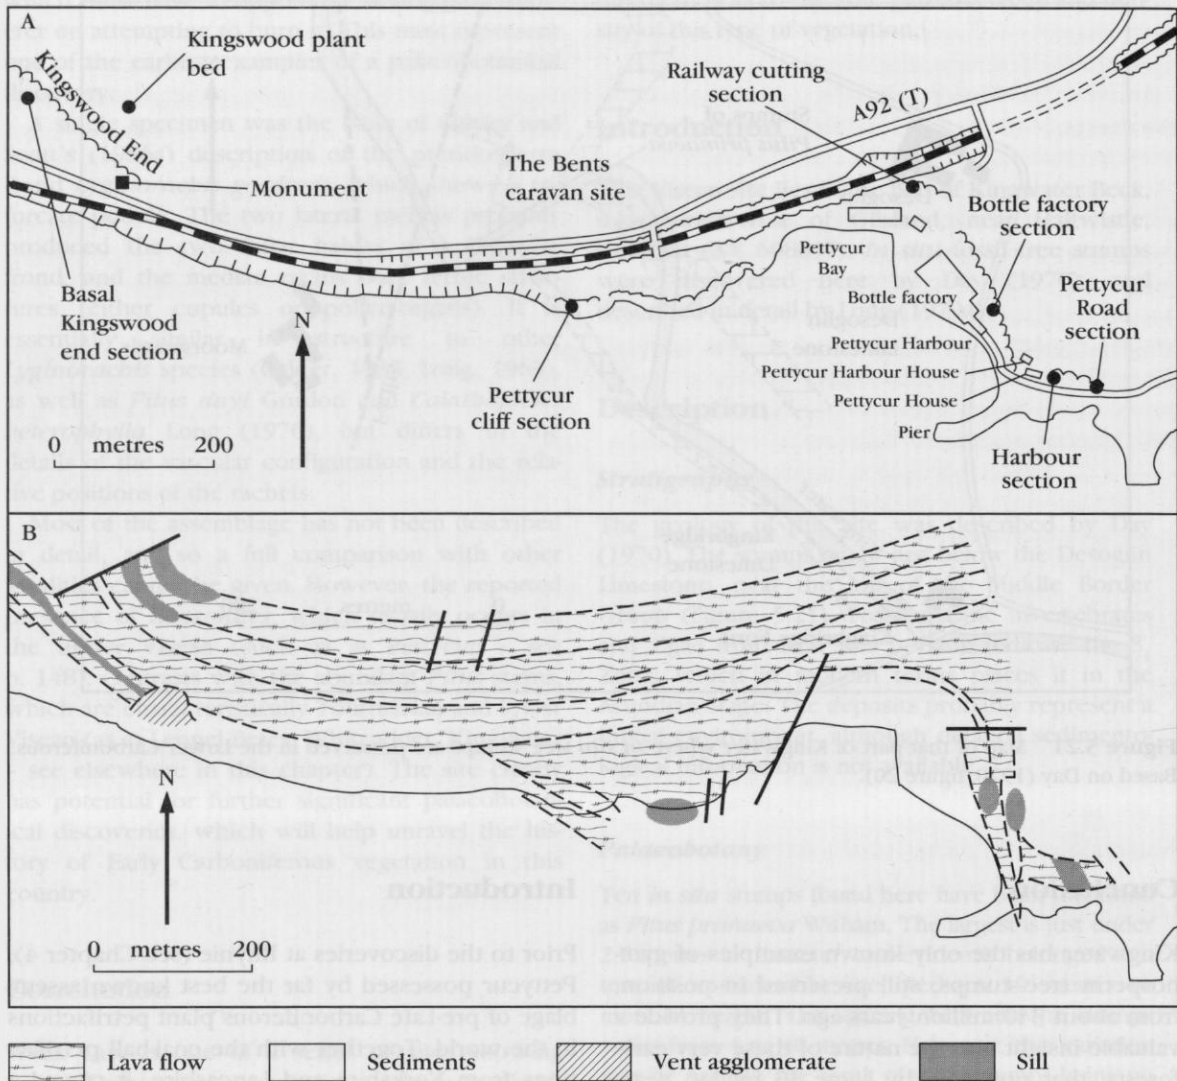 A
Kingswood plant
bed
Kingswood
End
Railway cutting
section
A92 (T)
The Bents
caravan site
Monument
Bottle factory
section
Pettycur
Bay
Basal
Kingswood
end section
Bottle factory
Pettycur
Road
section
Pettycur Harbour
Pettycur Harbour House
Pettycur House
N
Pettycur
cliff section
Pier
0 metres 200
Harbour
section
B
N
0 metres 200
Lava flow
Sediments
Vent agglomerate
Sill